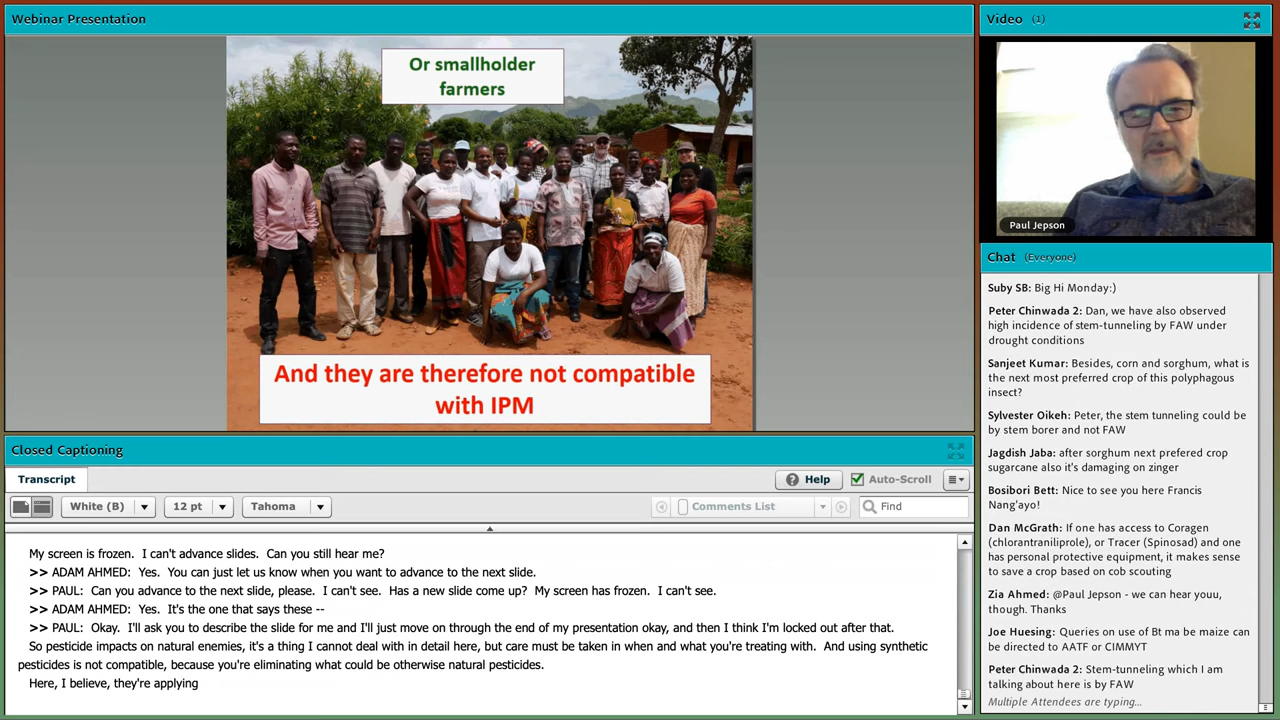 Webinar Presentation
Or smallholder
farmers
And they are therefore not compatible
with IPM
Video (1)
Paul Jepson
Chat (Everyone)
Suby SB: Big Hi Monday:)
Peter Chinwada 2: Dan, we have also observed
high incidence of stem-tunneling by FAW under
drought conditions
Sanjeet Kumar: Besides, corn and sorghum, what is
the next most preferred crop of this polyphagous
insect?
Sylvester Oikeh: Peter, the stem tunneling could be
by stem borer and not FAW
Jagdish Jaba: after sorghum next prefered crop
sugarcane also it's damaging on zinger
Bosibori Bett: Nice to see you here Francis
Nang'ayo!
Dan McGrath: If one has access to Coragen
(chlorantraniliprole), or Tracer (Spinosad) and one
has personal protective equipment, it makes sense
to save a crop based on cob scouting
Zia Ahmed: @Paul Jepson - we can hear youu,
though. Thanks
Joe Huesing: Queries on use of Bt ma be maize can
be directed to AATF or CIMMYT
Peter Chinwada 2: Stem-tunneling which I am
talking about here is by FAW
Multiple Attendees are typing...
Closed Captioning
Transcript
Help
Auto-Scroll
White (B)
12 pt
Tahoma
Comments List
Find
My screen is frozen. I can't advance slides. Can you still hear me?
>> ADAM AHMED: Yes. You can just let us know when you want to advance to the next slide.
>> PAUL: Can you advance to the next slide, please. I can't see. Has a new slide come up? My screen has frozen. I can't see.
>> ADAM AHMED: Yes. It's the one that says these --
>> PAUL: Okay. I'll ask you to describe the slide for me and I'll just move on through the end of my presentation okay, and then I think I'm locked out after that.
So pesticide impacts on natural enemies, it's a thing I cannot deal with in detail here, but care must be taken in when and what you're treating with. And using synthetic
pesticides is not compatible, because you're eliminating what could be otherwise natural pesticides.
Here, I believe, they're applying